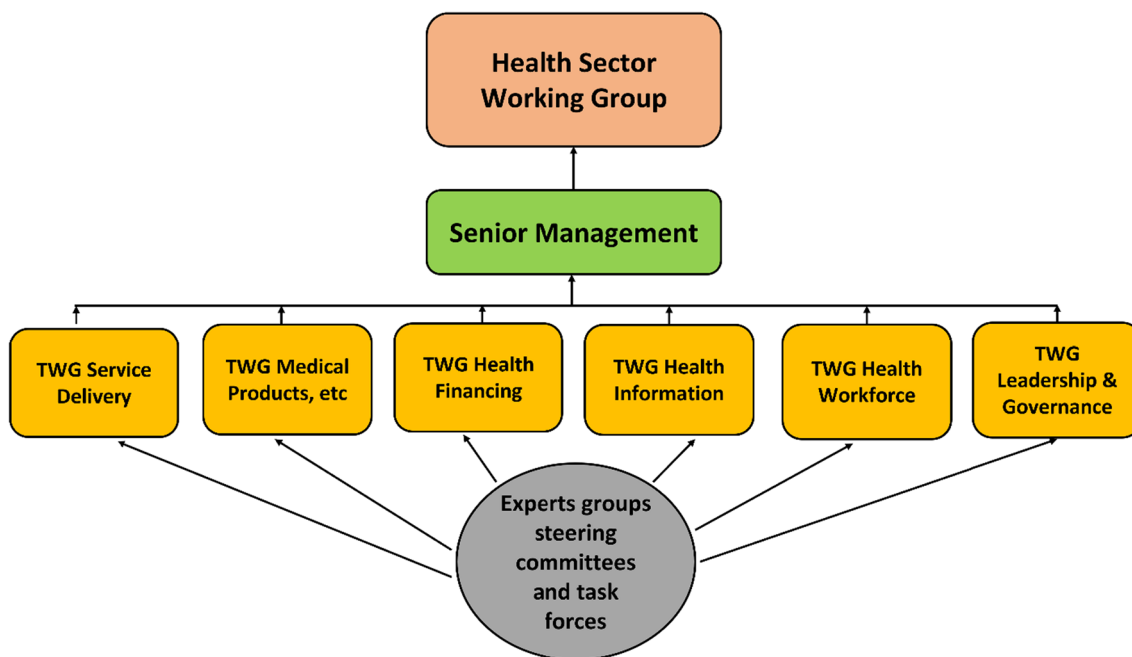 Health Sector
Working Group
Senior Management
TWG Service
Delivery
TWG Medical
Products, etc
TWG Health
Financing
TWG Health
Information
TWG Health
Workforce
TWG
Leadership &
Governance
Experts groups
steering
committees
and task
forces